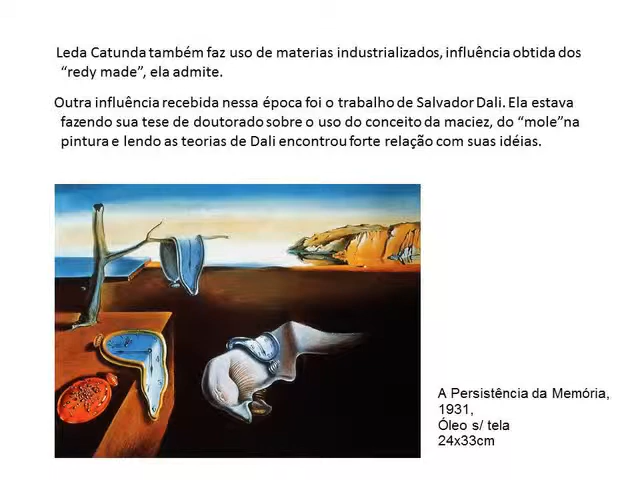 Leda Catunda também faz uso de materias industrializados, influência obtida dos
“redy made”, ela admite.
Outra influência recebida nessa época foi o trabalho de Salvador Dali. Ela estava
fazendo sua tese de doutorado sobre o uso do conceito da maciez, do “mole”na
pintura e lendo as teorias de Dali encontrou forte relação com suas idéias.
A Persistência da Memória,
1931,
Óleo s/ tela
24x33cm